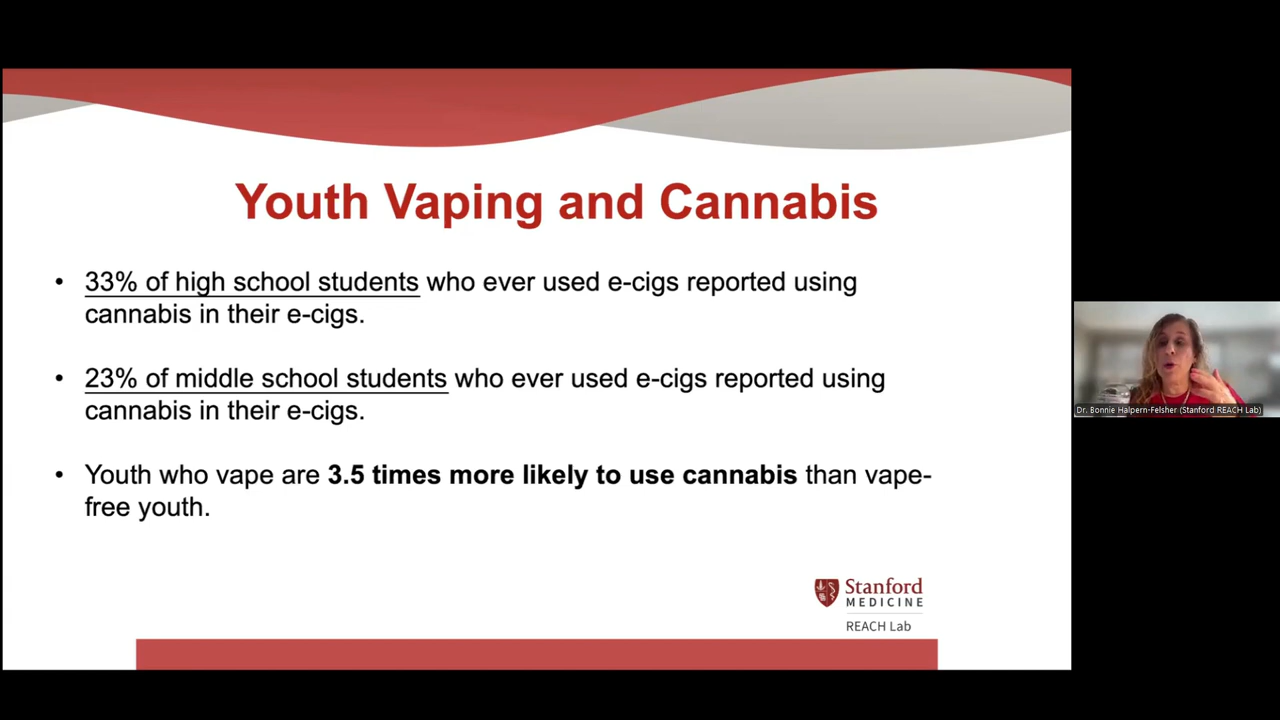 Youth Vaping and Cannabis
• 33% of high school students who ever used e-cigs reported using
cannabis in their e-cigs.
• 23% of middle school students who ever used e-cigs reported using
cannabis in their e-cigs.
• Youth who vape are 3.5 times more likely to use cannabis than vape-
free youth.
Stanford
MEDICINE
REACH Lab
Dr. Bonnie Halpern-Felsher (Stanford REACH Lab)